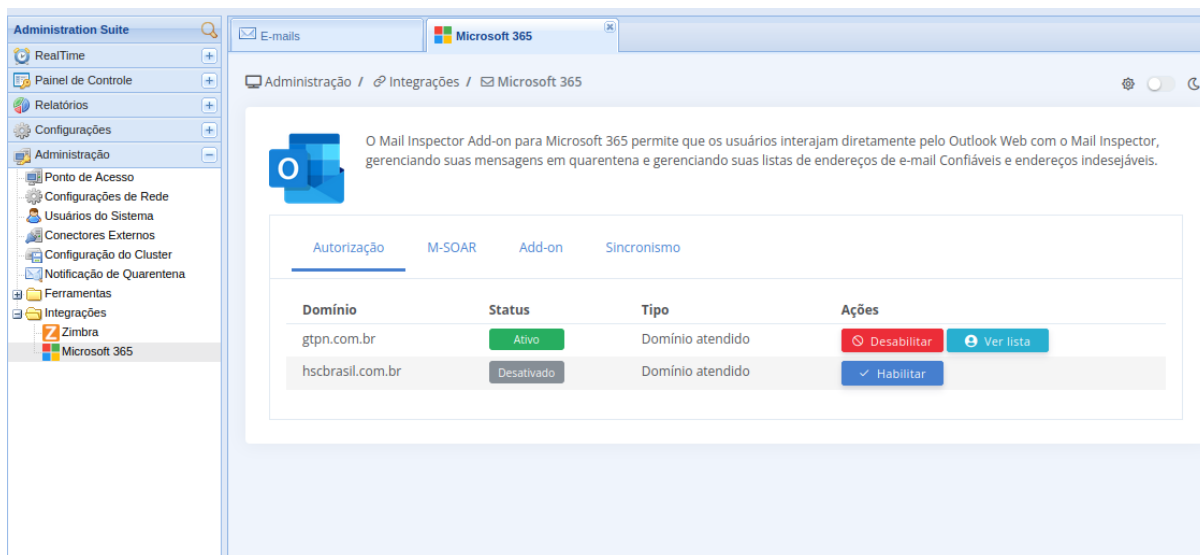 Administration Suite
RealTime
Painel de Controle
Relatórios
Configurações
Administração
Ponto de Acesso
Configurações de Rede
Usuários do Sistema
Conectores Externos
Configuração do Cluster
Notificação de Quarentena
Ferramentas
Integrações
Zimbra
Microsoft 365
E-mails
Microsoft 365
Administração / Integrações / Microsoft 365
O Mail Inspector Add-on para Microsoft 365 permite que os usuários interajam diretamente pelo Outlook Web com o Mail Inspector,
gerenciando suas mensagens em quarentena e gerenciando suas listas de endereços de e-mail Confiáveis e endereços indesejáveis.
Autorização M-SOAR Add-on Sincronismo
Domínio Status Tipo Ações
gtpn.com.br Ativo Domínio atendido Desabilitar Ver lista
hscbrasil.com.br Desativado Domínio atendido Habilitar